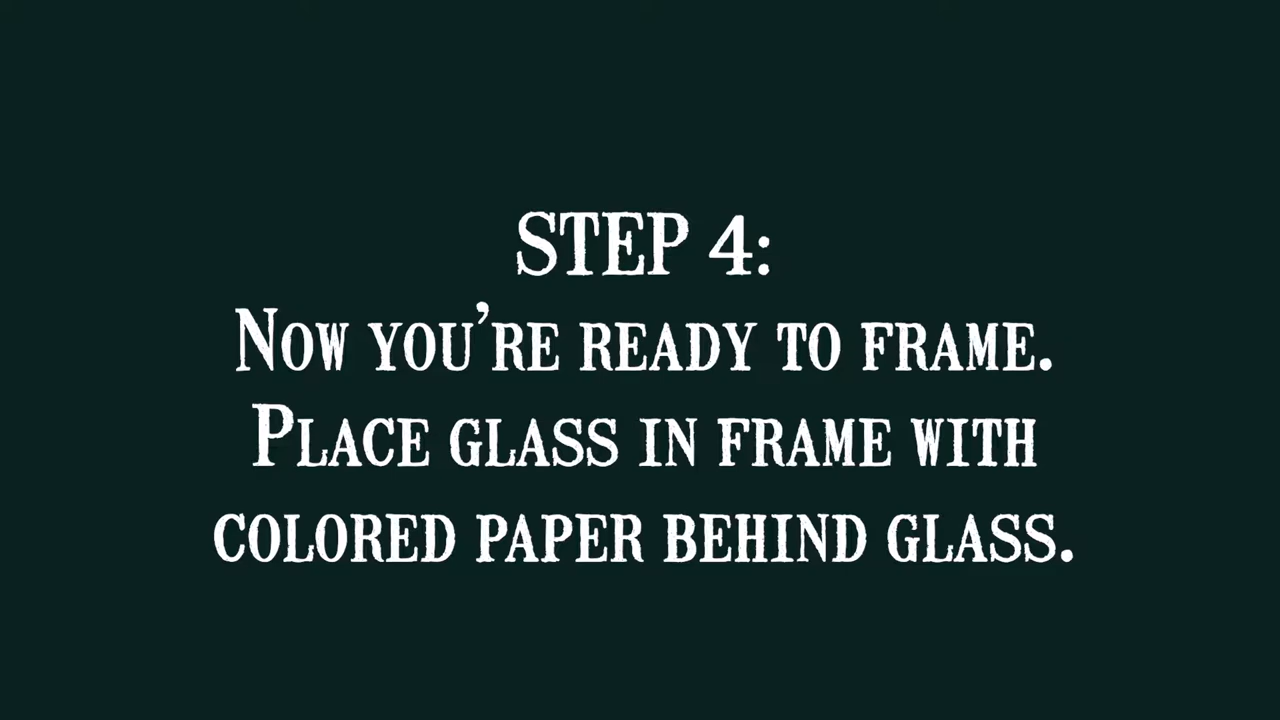 STEP 4:
Now you're ready to frame.
Place glass in frame with
colored paper behind glass.